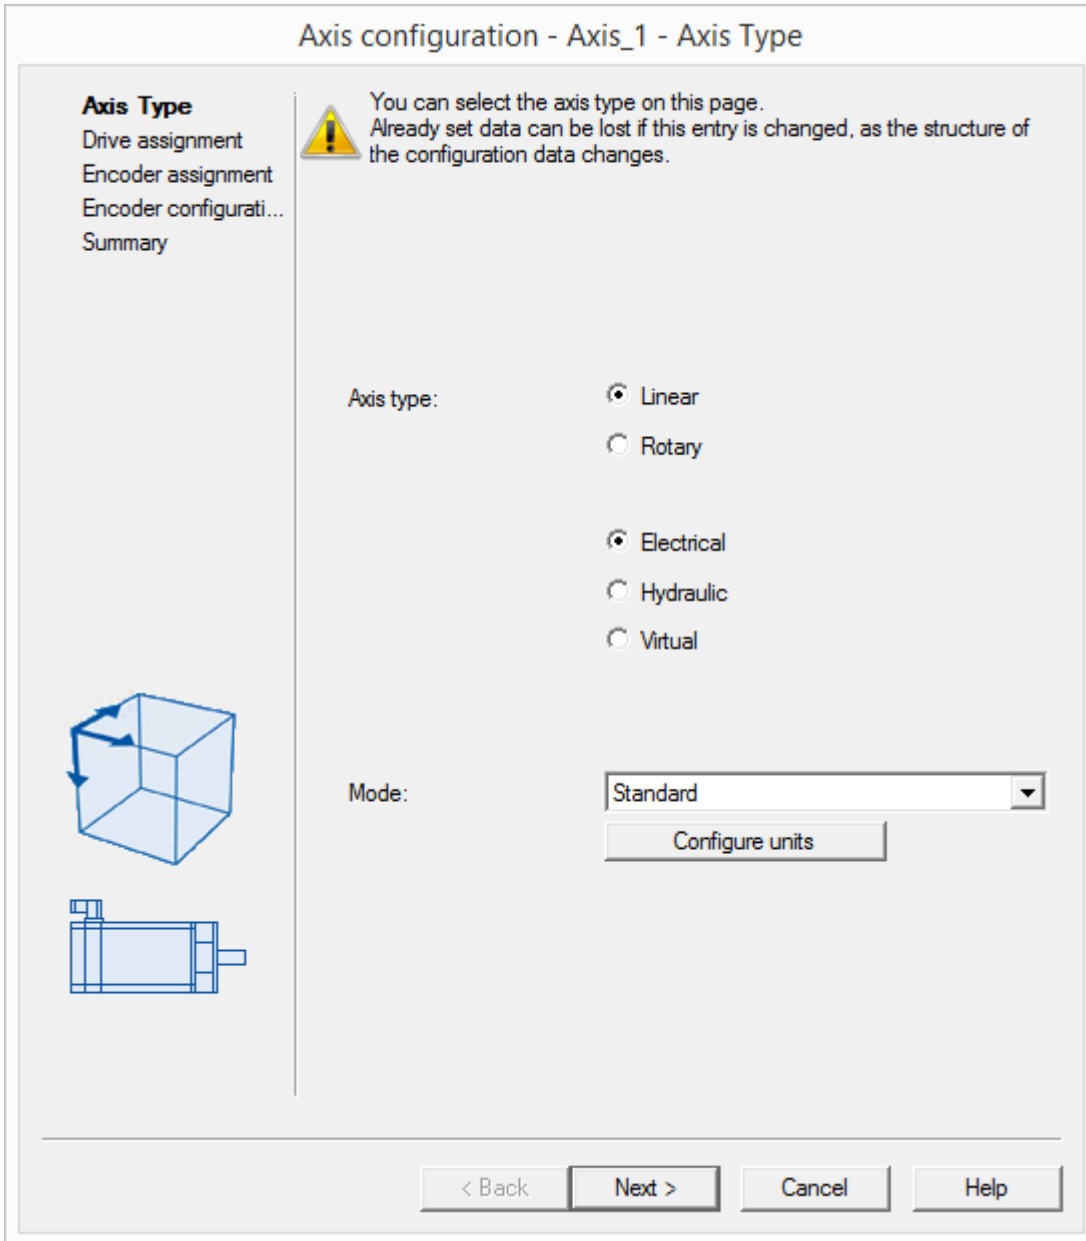 Axis configuration - Axis_1 - Axis Type
Axis Type
Drive assignment
Encoder assignment
Encoder configurati...
Summary
You can select the axis type on this page.
Already set data can be lost if this entry is changed, as the structure of
the configuration data changes.
Axis type:
Linear
Rotary
Electrical
Hydraulic
Virtual
Mode:
Standard
Configure units
< Back
Next >
Cancel
Help